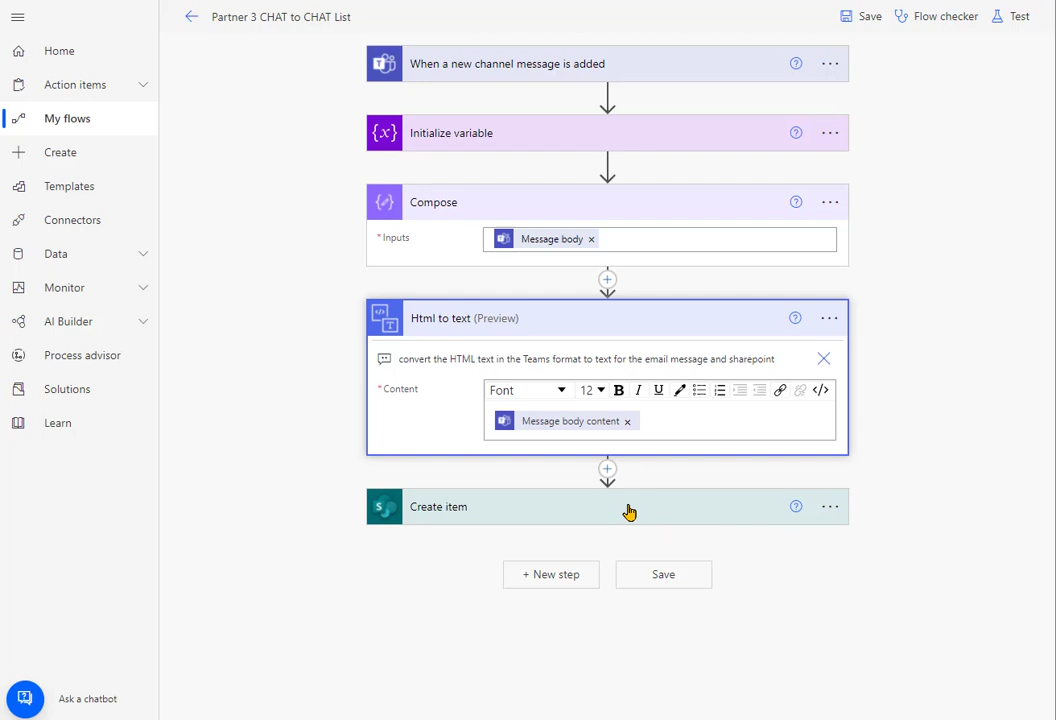 Partner 3 CHAT to CHAT List
Save
Flow checker
Test
Home
Action items
My flows
Create
Templates
Connectors
Data
Monitor
AI Builder
Process advisor
Solutions
Learn
Ask a chatbot
When a new channel message is added
Initialize variable
Compose
* Inputs
Message body ×
Html to text (Preview)
convert the HTML text in the Teams format to text for the email message and sharepoint
* Content
Font 12 B I U </>
Message body content ×
Create item
+ New step
Save